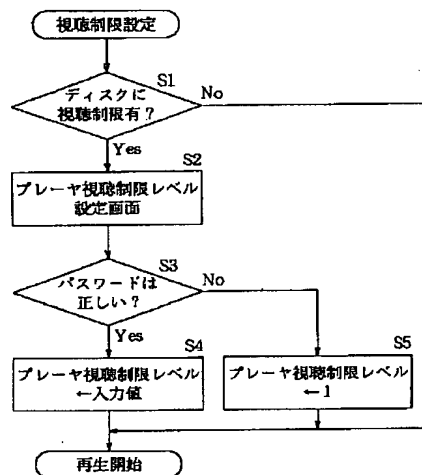 視聴制限設定
S1
ディスクに
視聴制限有?
No
Yes
S2
プレーヤ視聴制限レベル
設定画面
S3
パスワードは
正しい?
No
Yes
S4
プレーヤ視聴制限レベル
←入力値
S5
プレーヤ視聴制限レベル
←1
再生開始